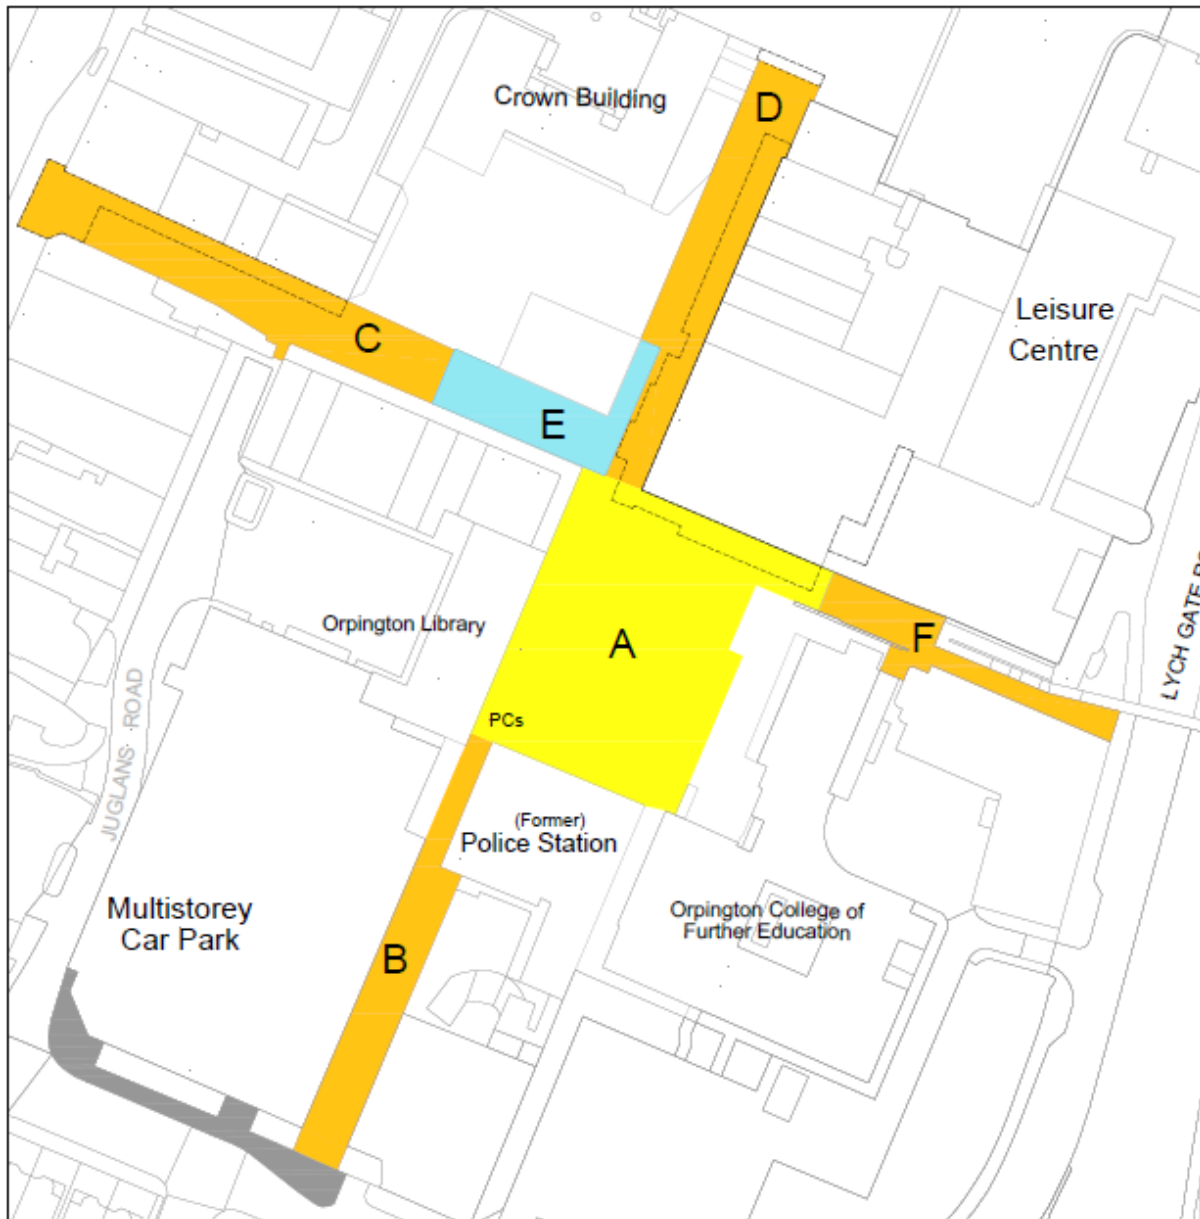 Crown Building
D
Leisure
Centre
C
E
Orpington Library
A
F
PCs
JUGLANS ROAD
(Former)
Police Station
Multistorey
Car Park
Orpington College of
Further Education
B
LYCH GATE